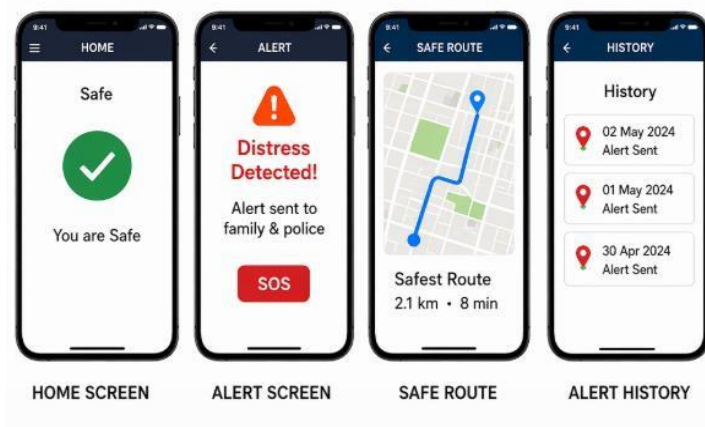 9:41
HOME
Safe
You are Safe
HOME SCREEN
9:41
ALERT
Distress
Detected!
Alert sent to
family & police
SOS
ALERT SCREEN
9:41
SAFE ROUTE
Safest Route
2.1 km • 8 min
SAFE ROUTE
9:41
HISTORY
History
02 May 2024
Alert Sent
01 May 2024
Alert Sent
30 Apr 2024
Alert Sent
ALERT HISTORY